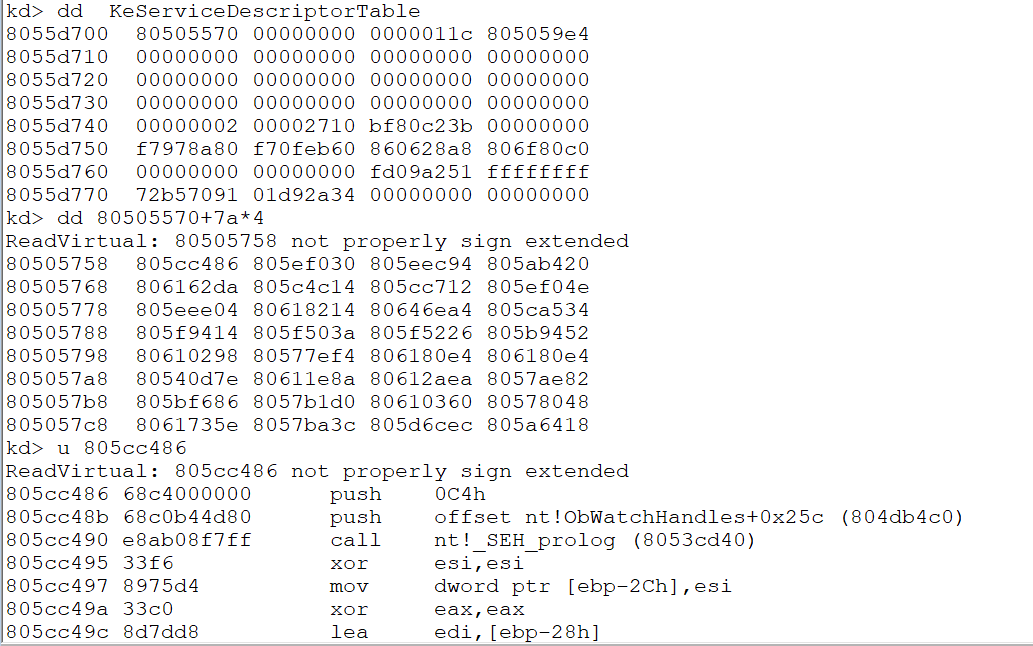 kd> dd  KeServiceDescriptorTable
8055d700  80505570 00000000 0000011c 805059e4
8055d710  00000000 00000000 00000000 00000000
8055d720  00000000 00000000 00000000 00000000
8055d730  00000000 00000000 00000000 00000000
8055d740  00000002 00002710 bf80c23b 00000000
8055d750  f7978a80 f70feb60 860628a8 806f80c0
8055d760  00000000 00000000 fd09a251 ffffffff
8055d770  72b57091 01d92a34 00000000 00000000
kd> dd 80505570+7a*4
ReadVirtual: 80505758 not properly sign extended
80505758  805cc486 805ef030 805eec94 805ab420
80505768  806162da 805c4c14 805cc712 805ef04e
80505778  805eee04 80618214 80646ea4 805ca534
80505788  805f9414 805f503a 805f5226 805b9452
80505798  80610298 80577ef4 806180e4 806180e4
805057a8  80540d7e 80611e8a 80612aea 8057ae82
805057b8  805bf686 8057b1d0 80610360 80578048
805057c8  8061735e 8057ba3c 805d6cec 805a6418
kd> u 805cc486
ReadVirtual: 805cc486 not properly sign extended
805cc486 68c4000000      push    0C4h
805cc48b 68c0b44d80      push    offset nt!ObWatchHandles+0x25c (804db4c0)
805cc490 e8ab08f7ff      call    nt!_SEH_prolog (8053cd40)
805cc495 33f6            xor     esi,esi
805cc497 8975d4          mov     dword ptr [ebp-2Ch],esi
805cc49a 33c0            xor     eax,eax
805cc49c 8d7dd8          lea     edi,[ebp-28h]